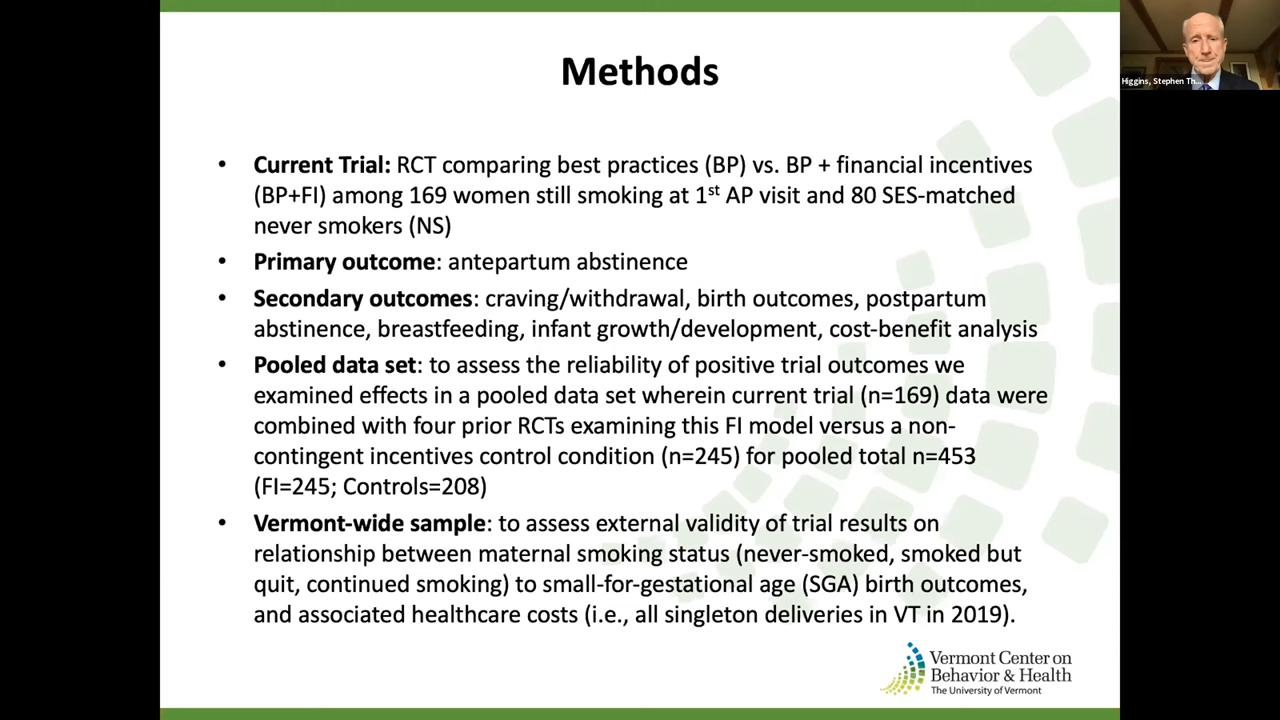 Methods
• Current Trial: RCT comparing best practices (BP) vs. BP + financial incentives
(BP+FI) among 169 women still smoking at 1st AP visit and 80 SES-matched
never smokers (NS)
• Primary outcome: antepartum abstinence
• Secondary outcomes: craving/withdrawal, birth outcomes, postpartum
abstinence, breastfeeding, infant growth/development, cost-benefit analysis
• Pooled data set: to assess the reliability of positive trial outcomes we
examined effects in a pooled data set wherein current trial (n=169) data were
combined with four prior RCTs examining this FI model versus a non-
contingent incentives control condition (n=245) for pooled total n=453
(FI=245; Controls=208)
• Vermont-wide sample: to assess external validity of trial results on
relationship between maternal smoking status (never-smoked, smoked but
quit, continued smoking) to small-for-gestational age (SGA) birth outcomes,
and associated healthcare costs (i.e., all singleton deliveries in VT in 2019).
Vermont Center on
Behavior & Health
The University of Vermont
Higgins, Stephen Th...